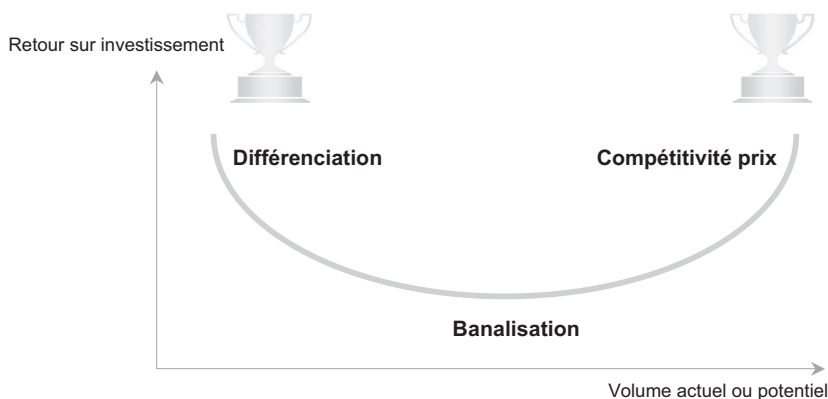 Retour sur investissement
Différenciation
Compétitivité prix
Banalisation
Volume actuel ou potentiel